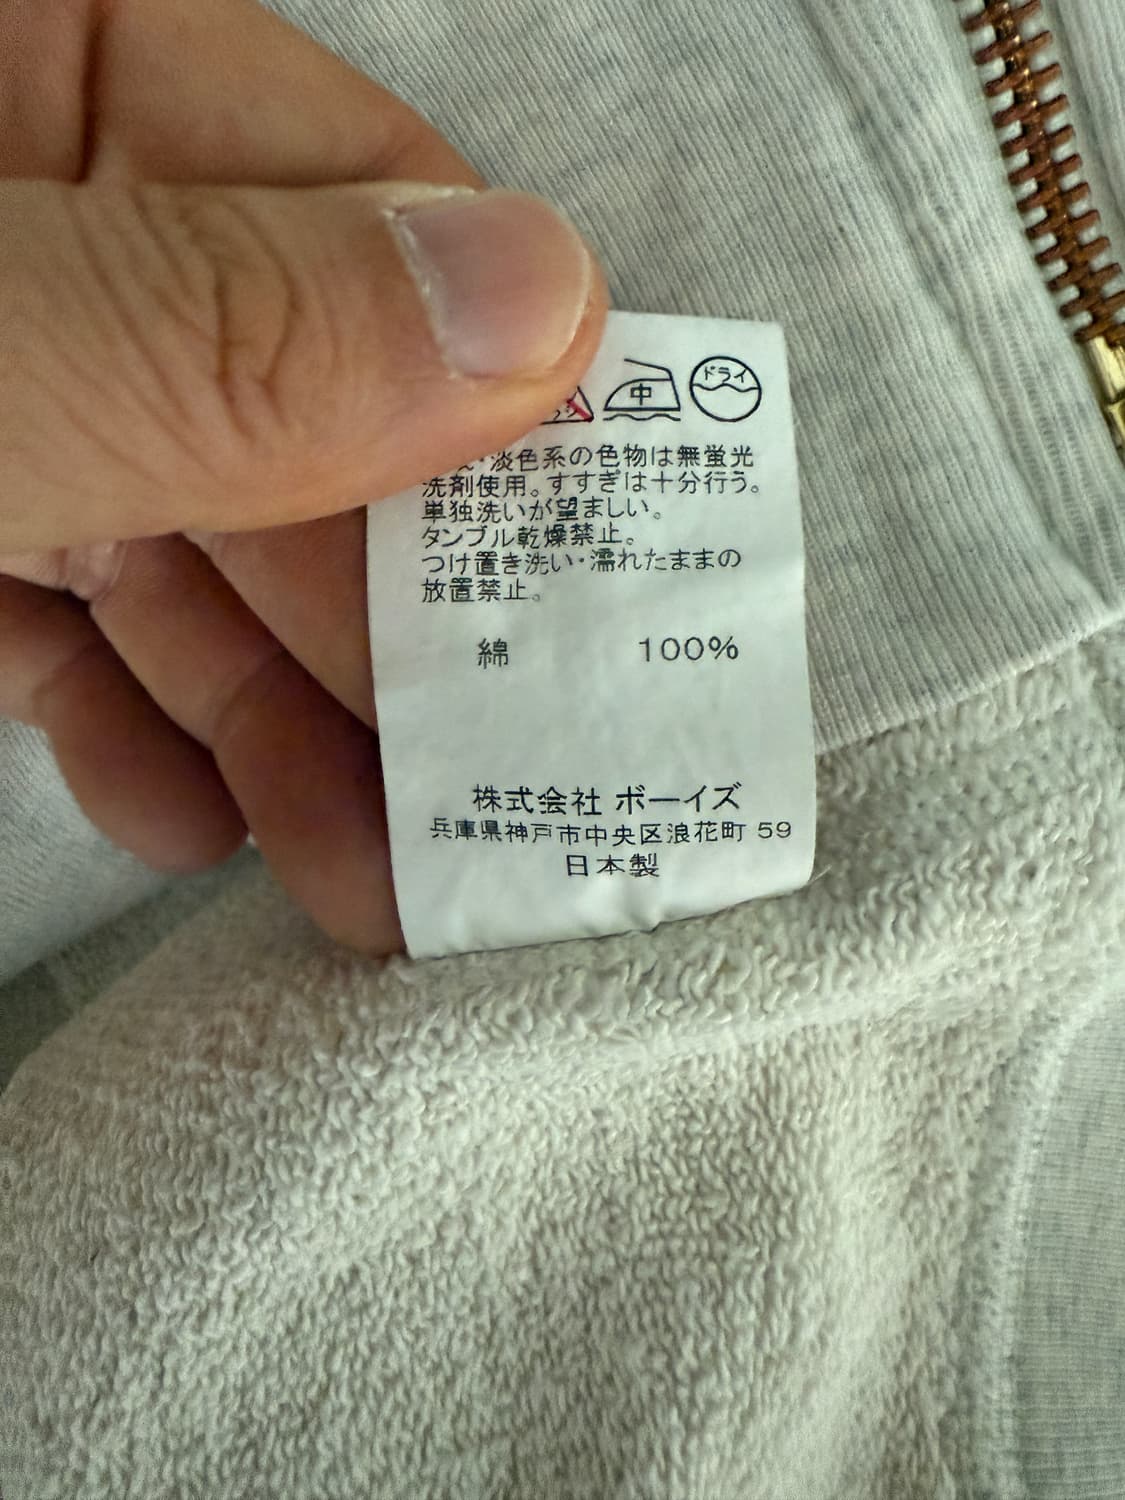 中 ドライ
淡色系の色物は無蛍光
洗剤使用。すすぎは十分行う。
単独洗いが望ましい。
タンブル乾燥禁止。
つけ置き洗い・濡れたままの
放置禁止。
綿 100%
株式会社 ボーイズ
兵庫県神戸市中央区浪花町 59
日本製